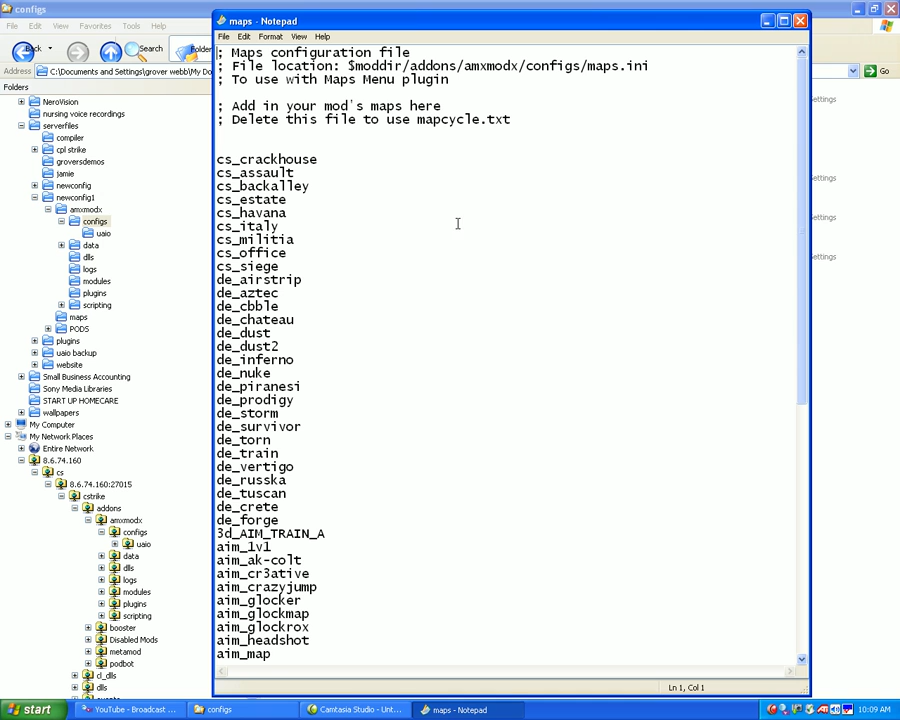 configs
File Edit View Favorites Tools Help
Back
Search
Folders
Address C:\Documents and Settings\grover webb\My Do
Go
Folders
NeroVision
nursing voice recordings
serverfiles
compiler
cpl strike
groversdemos
jamie
newconfig
newconfig1
amxmodx
configs
uaio
data
dlls
logs
modules
plugins
scripting
maps
PODS
plugins
uaio backup
website
Small Business Accounting
Sony Media Libraries
START UP HOMECARE
wallpapers
My Computer
My Network Places
Entire Network
8.6.74.160
cs
8.6.74.160:27015
cstrike
addons
amxmodx
configs
uaio
data
dlls
logs
modules
plugins
scripting
booster
Disabled Mods
metamod
podbot
cl_dlls
dlls
maps - Notepad
File Edit Format View Help
; Maps configuration file
; File location: $moddir/addons/amxmodx/configs/maps.ini
; To use with Maps Menu plugin
; Add in your mod's maps here
; Delete this file to use mapcycle.txt
cs_crackhouse
cs_assault
cs_backalley
cs_estate
cs_havana
cs_italy
cs_militia
cs_office
cs_siege
de_airstrip
de_aztec
de_cbble
de_chateau
de_dust
de_dust2
de_inferno
de_nuke
de_piranesi
de_prodigy
de_storm
de_survivor
de_torn
de_train
de_vertigo
de_russka
de_tuscan
de_crete
de_forge
3d_AIM_TRAIN_A
aim_1v1
aim_ak-colt
aim_cr3ative
aim_crazyjump
aim_glocker
aim_glockmap
aim_glockrox
aim_headshot
aim_map
Ln 1, Col 1
ettings
ettings
ettings
ettings
start
YouTube - Broadcast ...
configs
Camtasia Studio - Unt...
maps - Notepad
10:09 AM